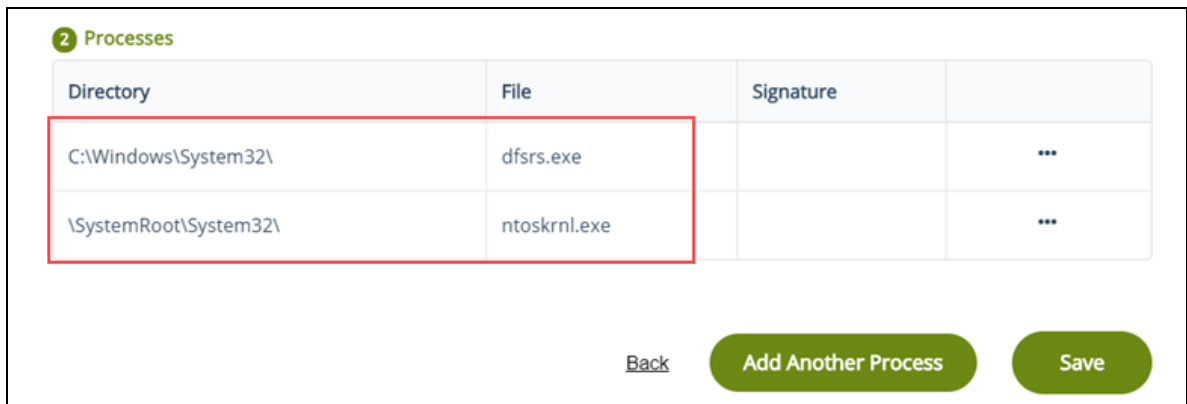 2 Processes
Directory File Signature
C:\Windows\System32\ dfsrs.exe •••
\SystemRoot\System32\ ntoskrnl.exe •••
Back Add Another Process Save